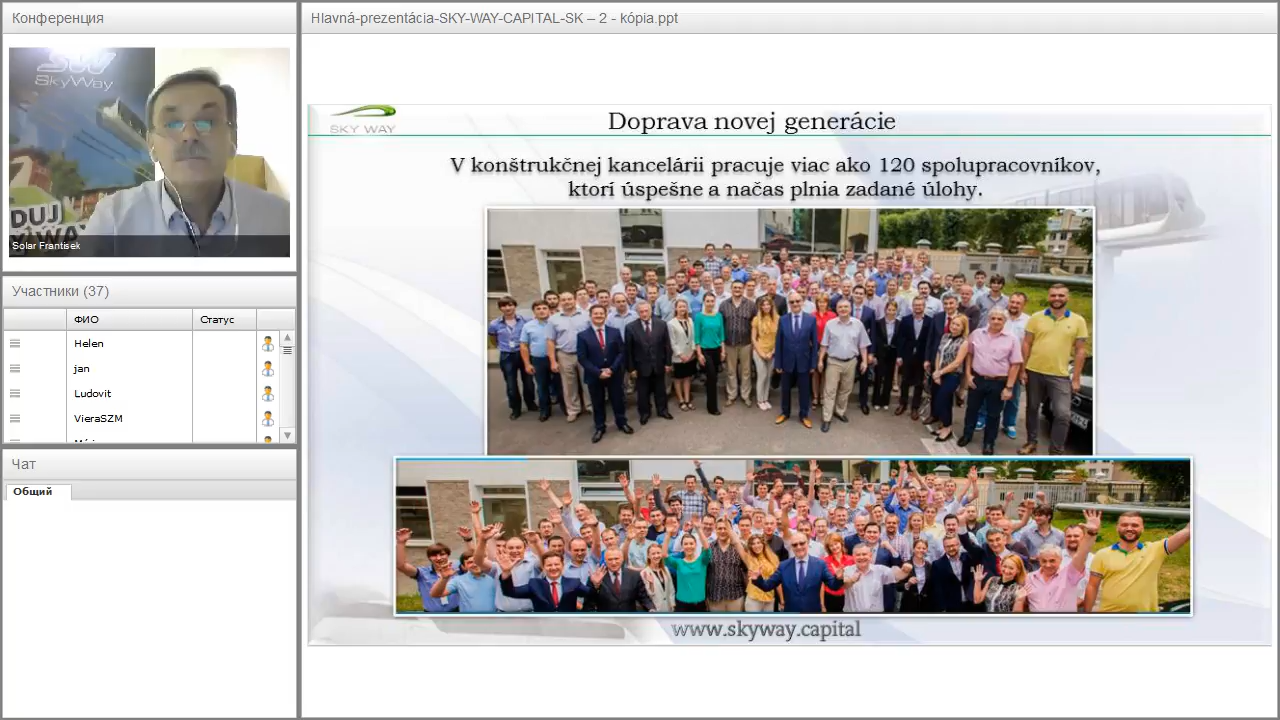 Конференция
SW
SkyWay
DUJ
Solar Frantisek
Участники (37)
ФИО
Статус
Helen
jan
Ludovit
VieraSZM
Чат
Общий
Hlavná-prezentácia-SKY-WAY-CAPITAL-SK – 2 - kópia.ppt
SKY WAY
Doprava novej generácie
V konštrukčnej kancelárii pracuje viac ako 120 spolupracovníkov,
ktorí úspešne a načas plnia zadané úlohy.
www.skyway.capital